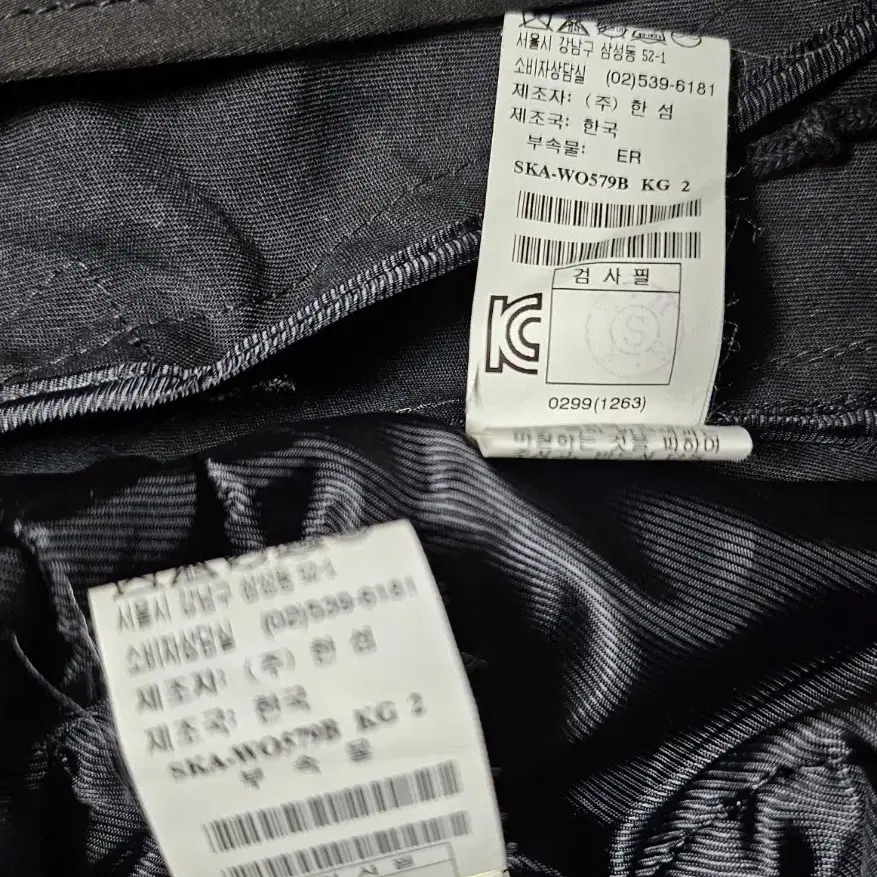 서울시 강남구 삼성동 52-1
소비자상담실 (02)539-6181
제조자: (주) 한 섬
제조국: 한국
부속물: ER
SKA-WO579B KG 2
검 사 필
S
0299(1263)
서울시 강남구 삼성동 52-1
소비자상담실 (02)539-6181
제조자: (주) 한 섬
제조국: 한국
SKA-WO579B KG 2
부 속 물
검 사 필